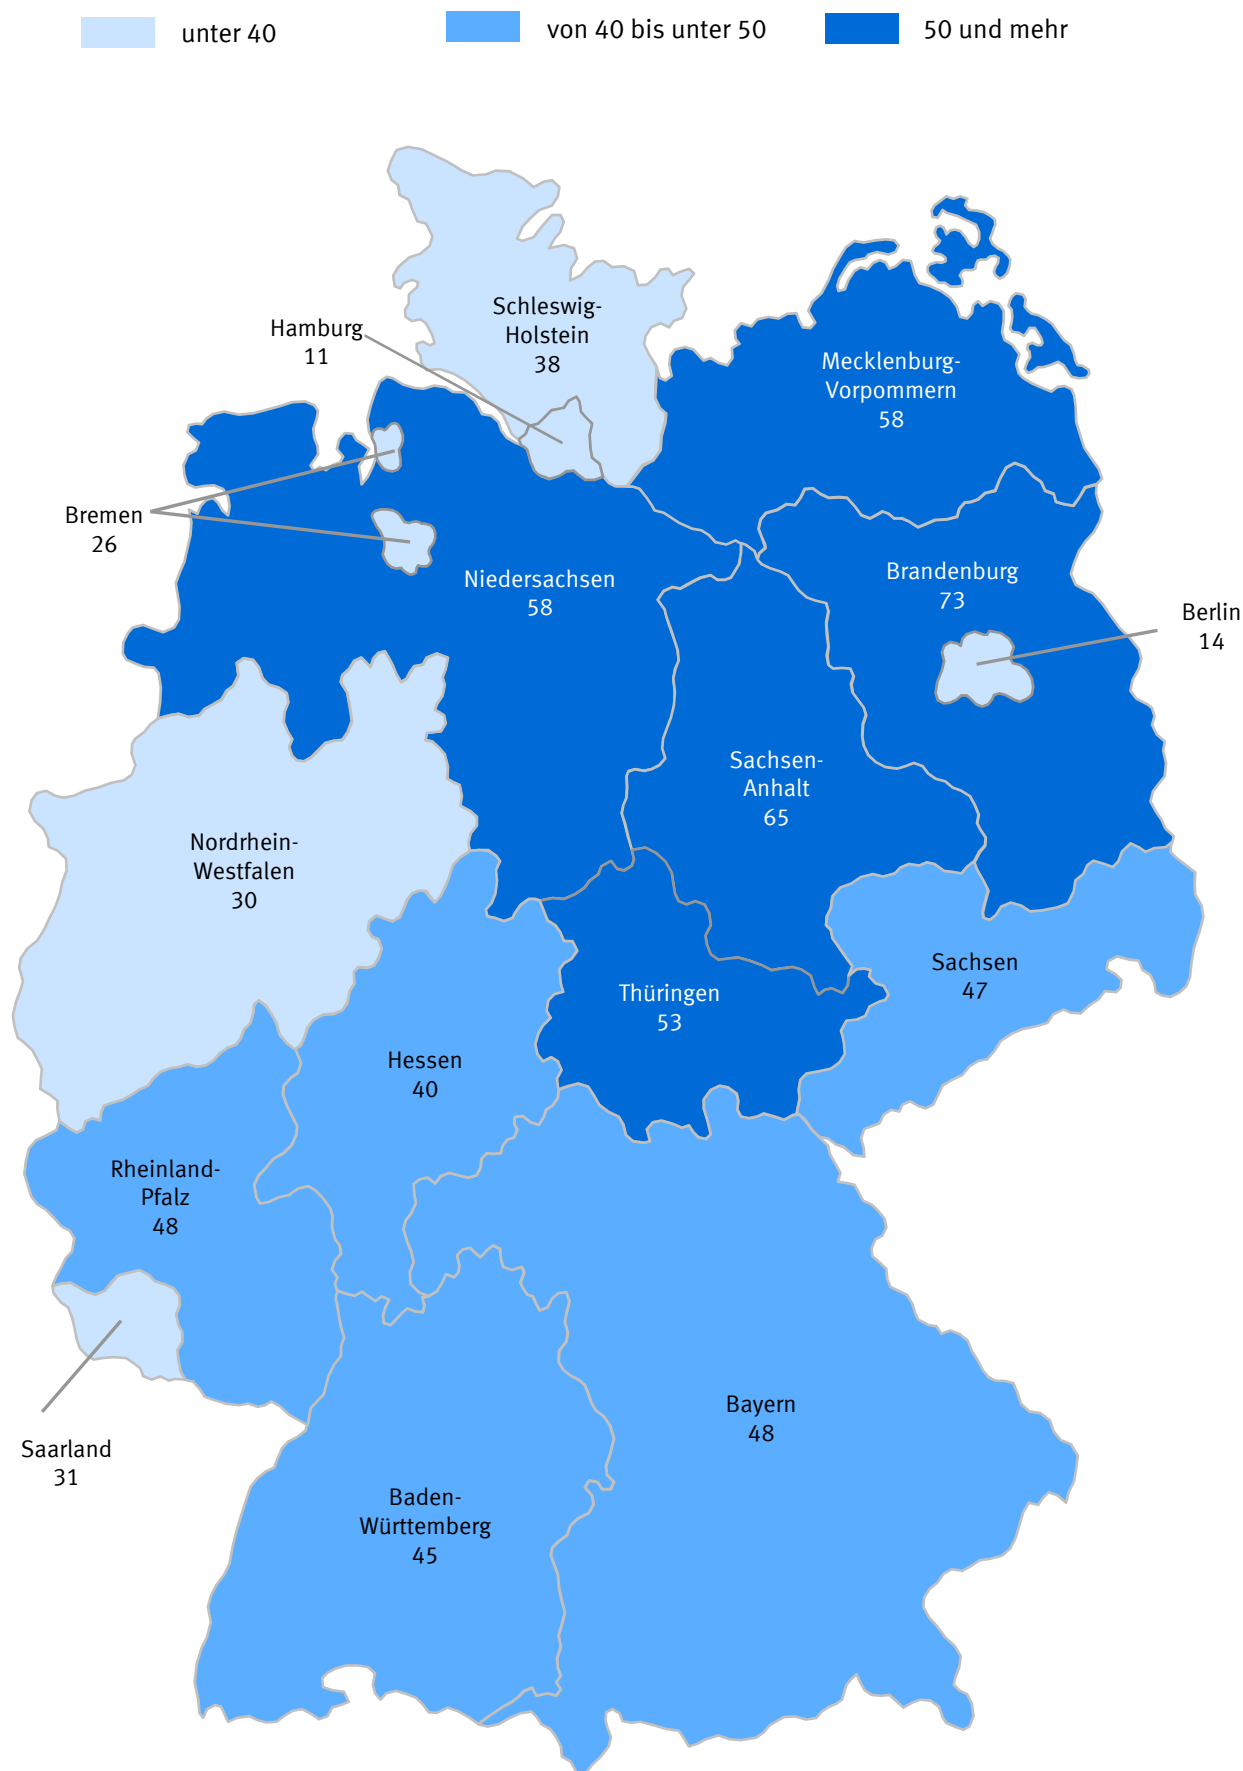 unter 40
von 40 bis unter 50
50 und mehr
Schleswig-
Holstein
38
Hamburg
11
Mecklenburg-
Vorpommern
58
Bremen
26
Niedersachsen
58
Brandenburg
73
Berlin
14
Sachsen-
Anhalt
65
Nordrhein-
Westfalen
30
Sachsen
47
Thüringen
53
Hessen
40
Rheinland-
Pfalz
48
Saarland
31
Bayern
48
Baden-
Württemberg
45